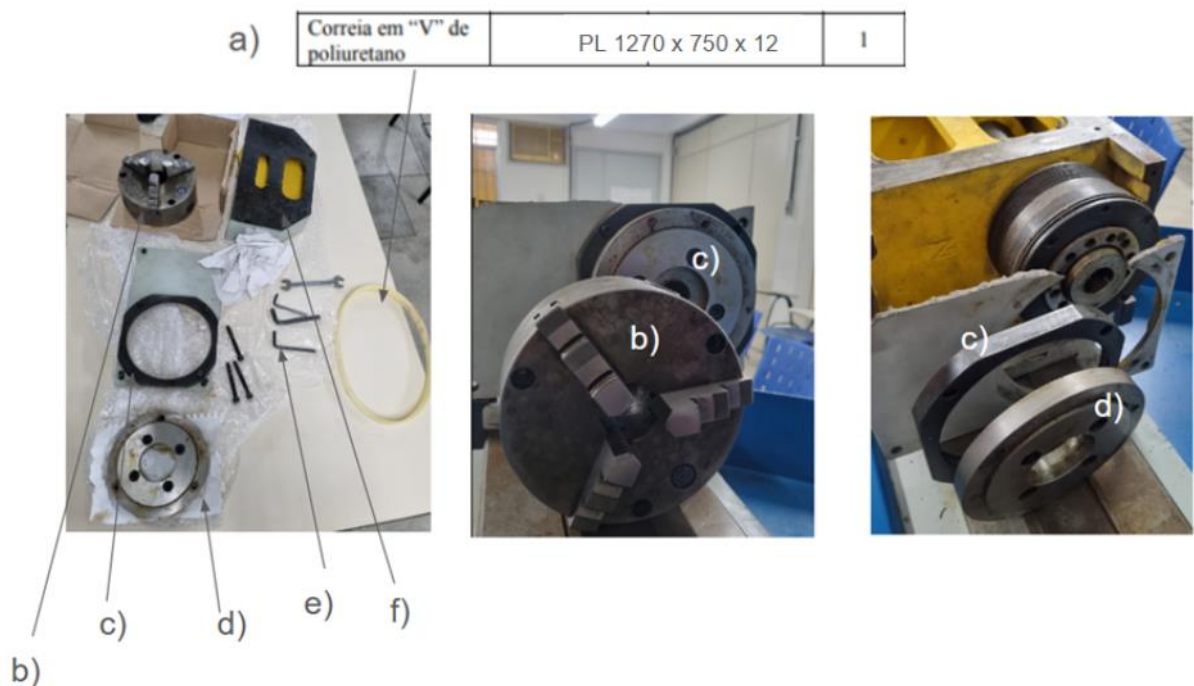 a)
Correia em “V” de
poliuretano
PL 1270 x 750 x 12
1
c)
b)
c)
d)
c)
d)
e)
f)
b)